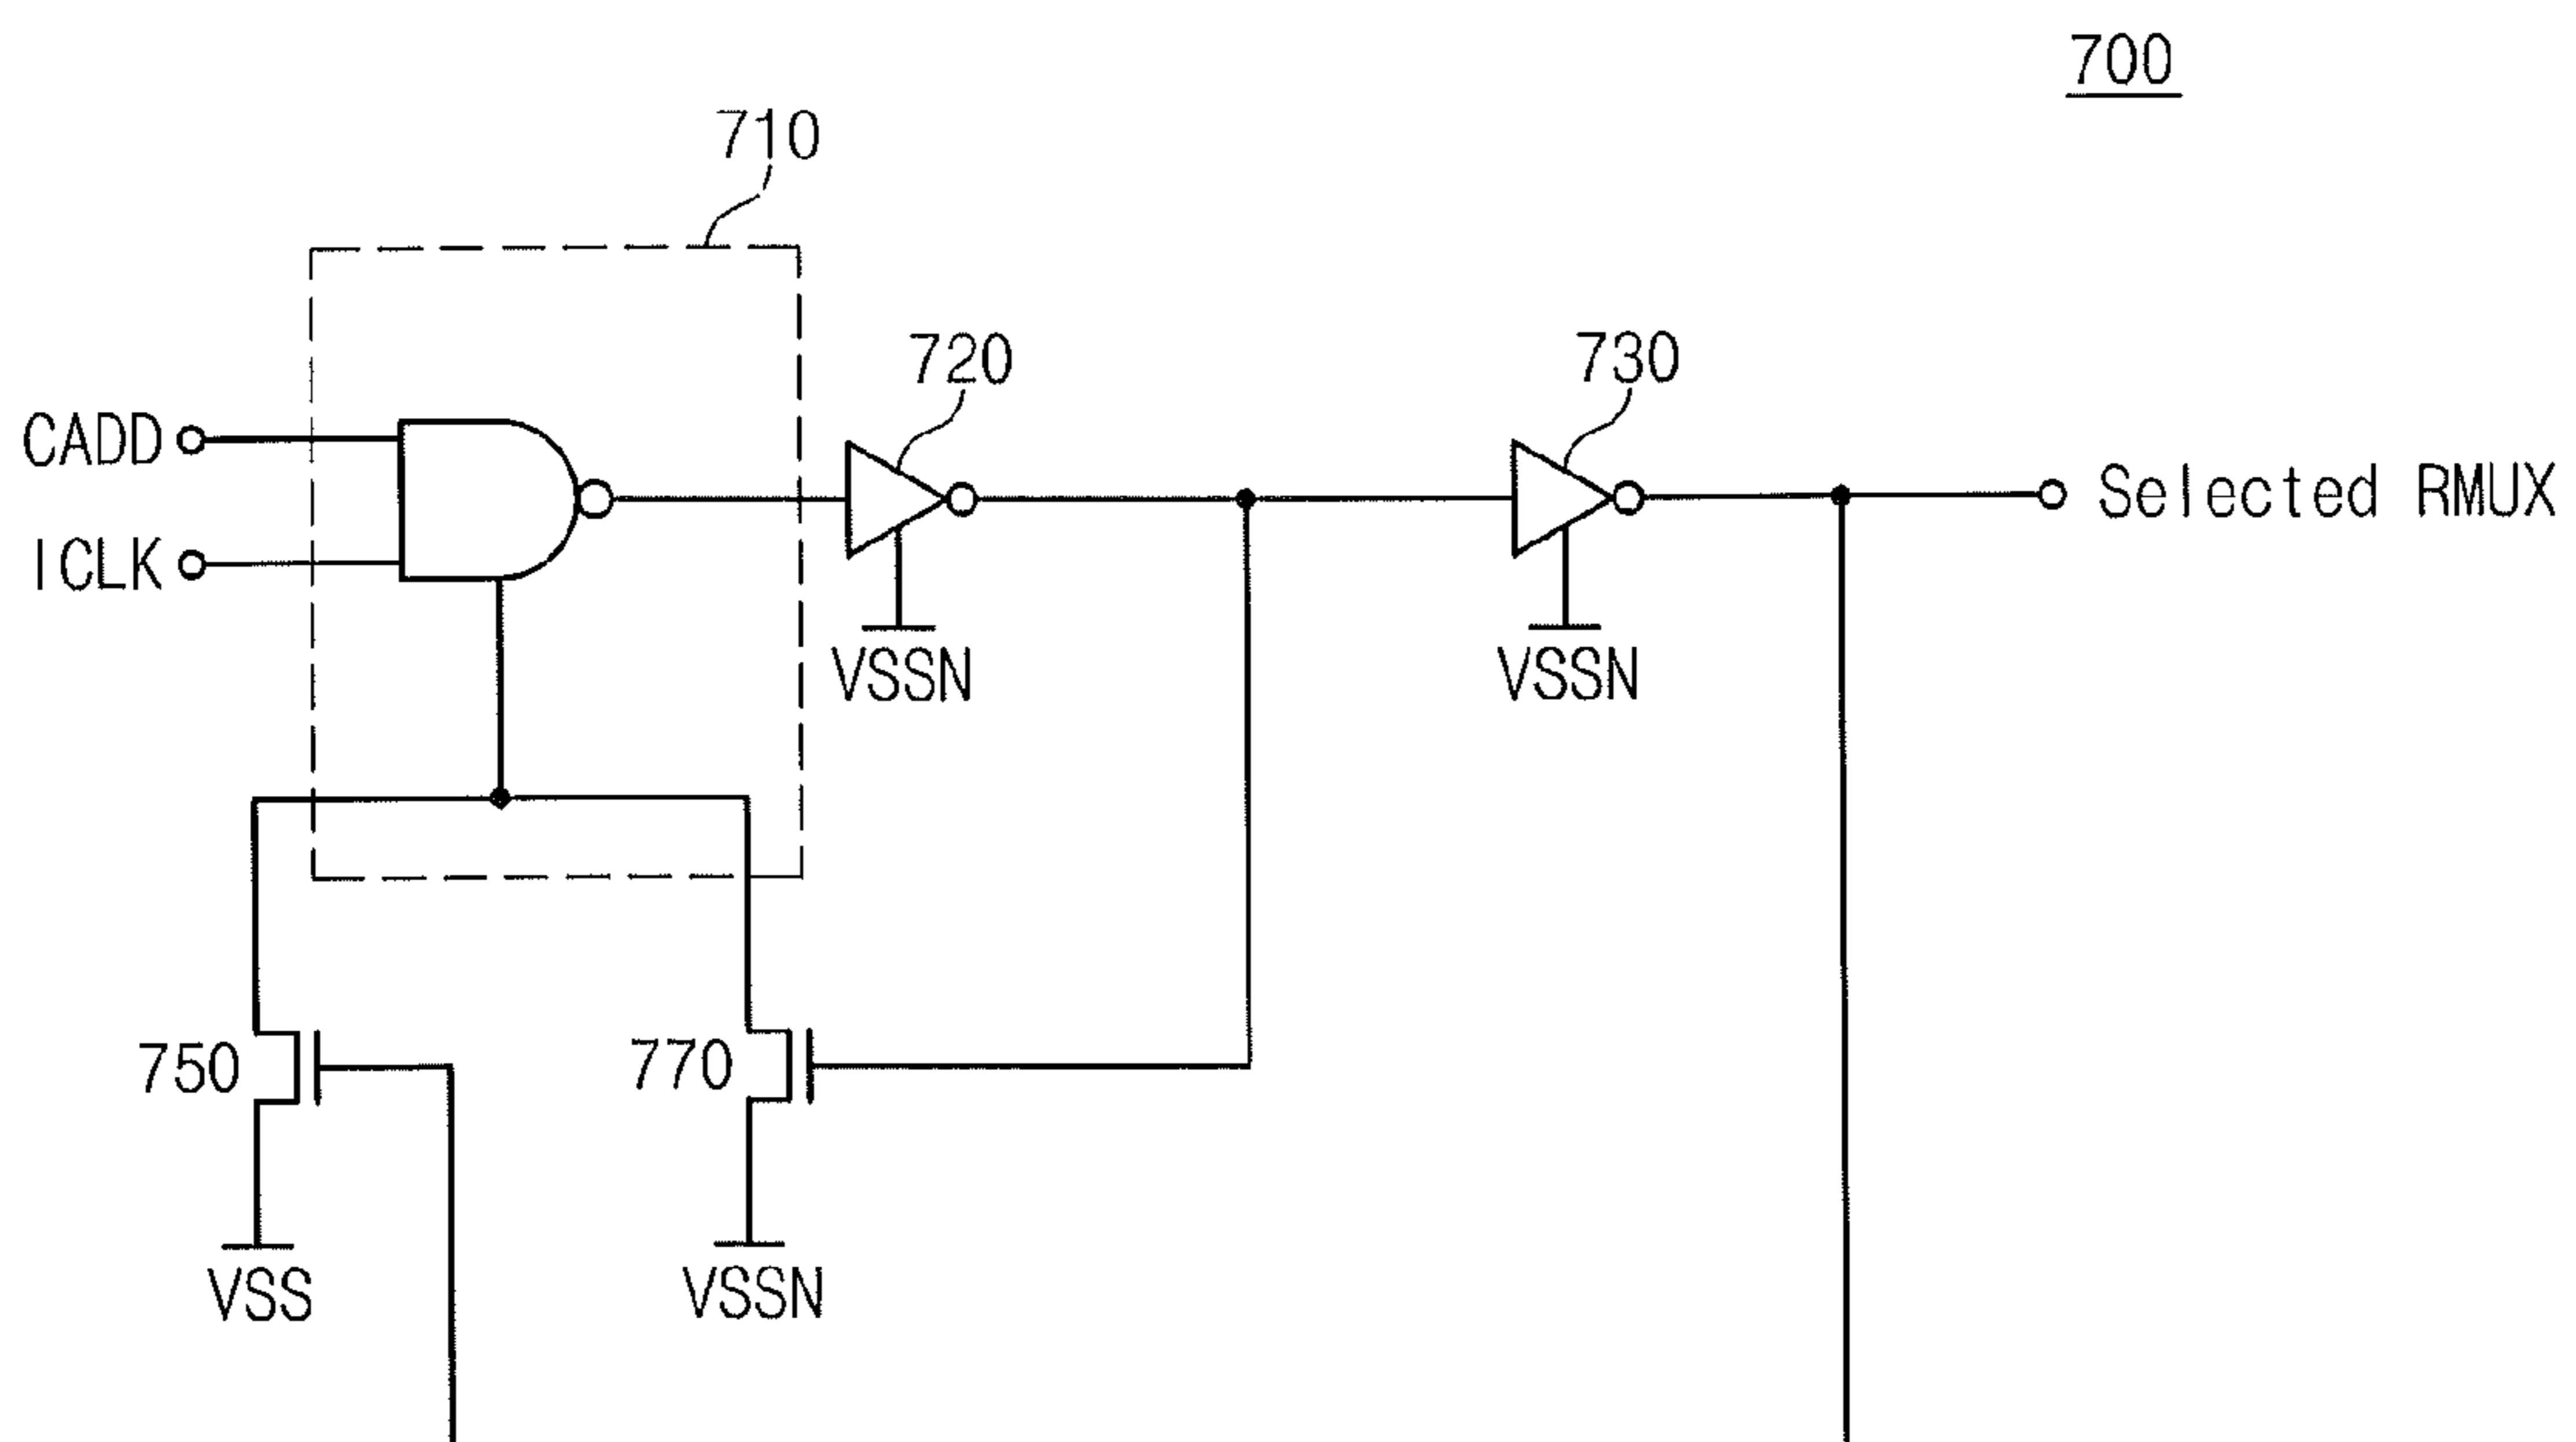 700
710
720
730
CADD
ICLK
Selected RMUX
VSSN
VSSN
750
770
VSS
VSSN